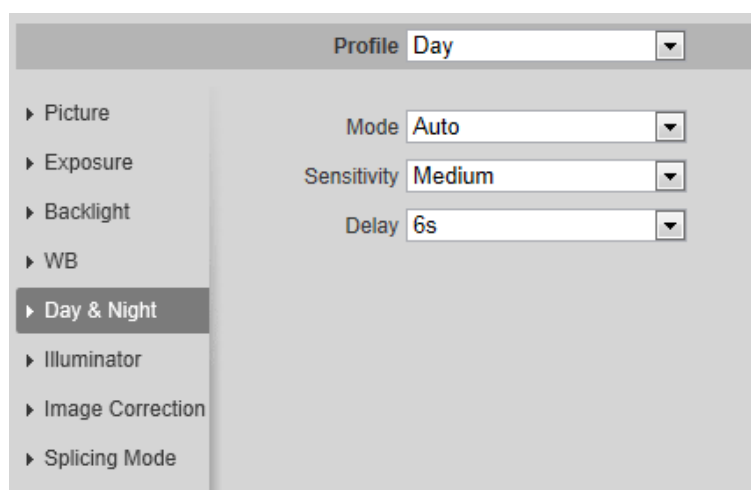 Profile Day
Picture
Mode Auto
Exposure
Sensitivity Medium
Backlight
Delay 6s
WB
Day & Night
Illuminator
Image Correction
Splicing Mode